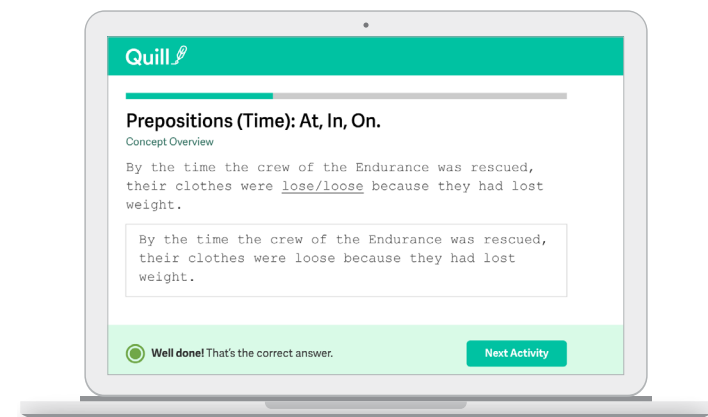 Quill
Prepositions (Time): At, In, On.
Concept Overview
By the time the crew of the Endurance was rescued,
their clothes were lose/loose because they had lost
weight.
By the time the crew of the Endurance was rescued,
their clothes were loose because they had lost
weight.
Well done! That's the correct answer.
Next Activity